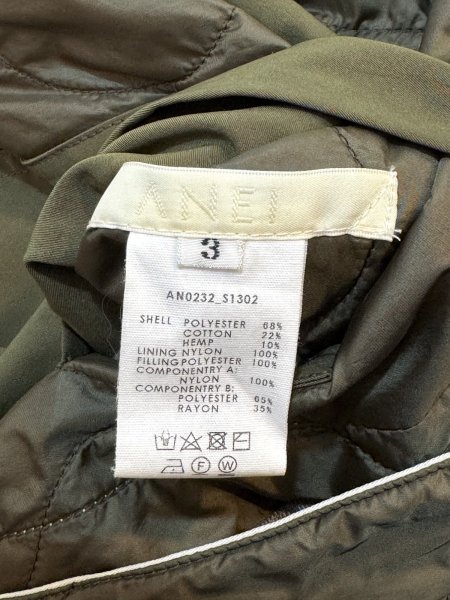 ANEI
3
AN0232_S1302
SHELL POLYESTER 68%
COTTON 22%
HEMP 10%
LINING NYLON 100%
FILLING POLYESTER 100%
COMPONENTRY A:
NYLON 100%
COMPONENTRY B:
POLYESTER 65%
RAYON 35%
F W